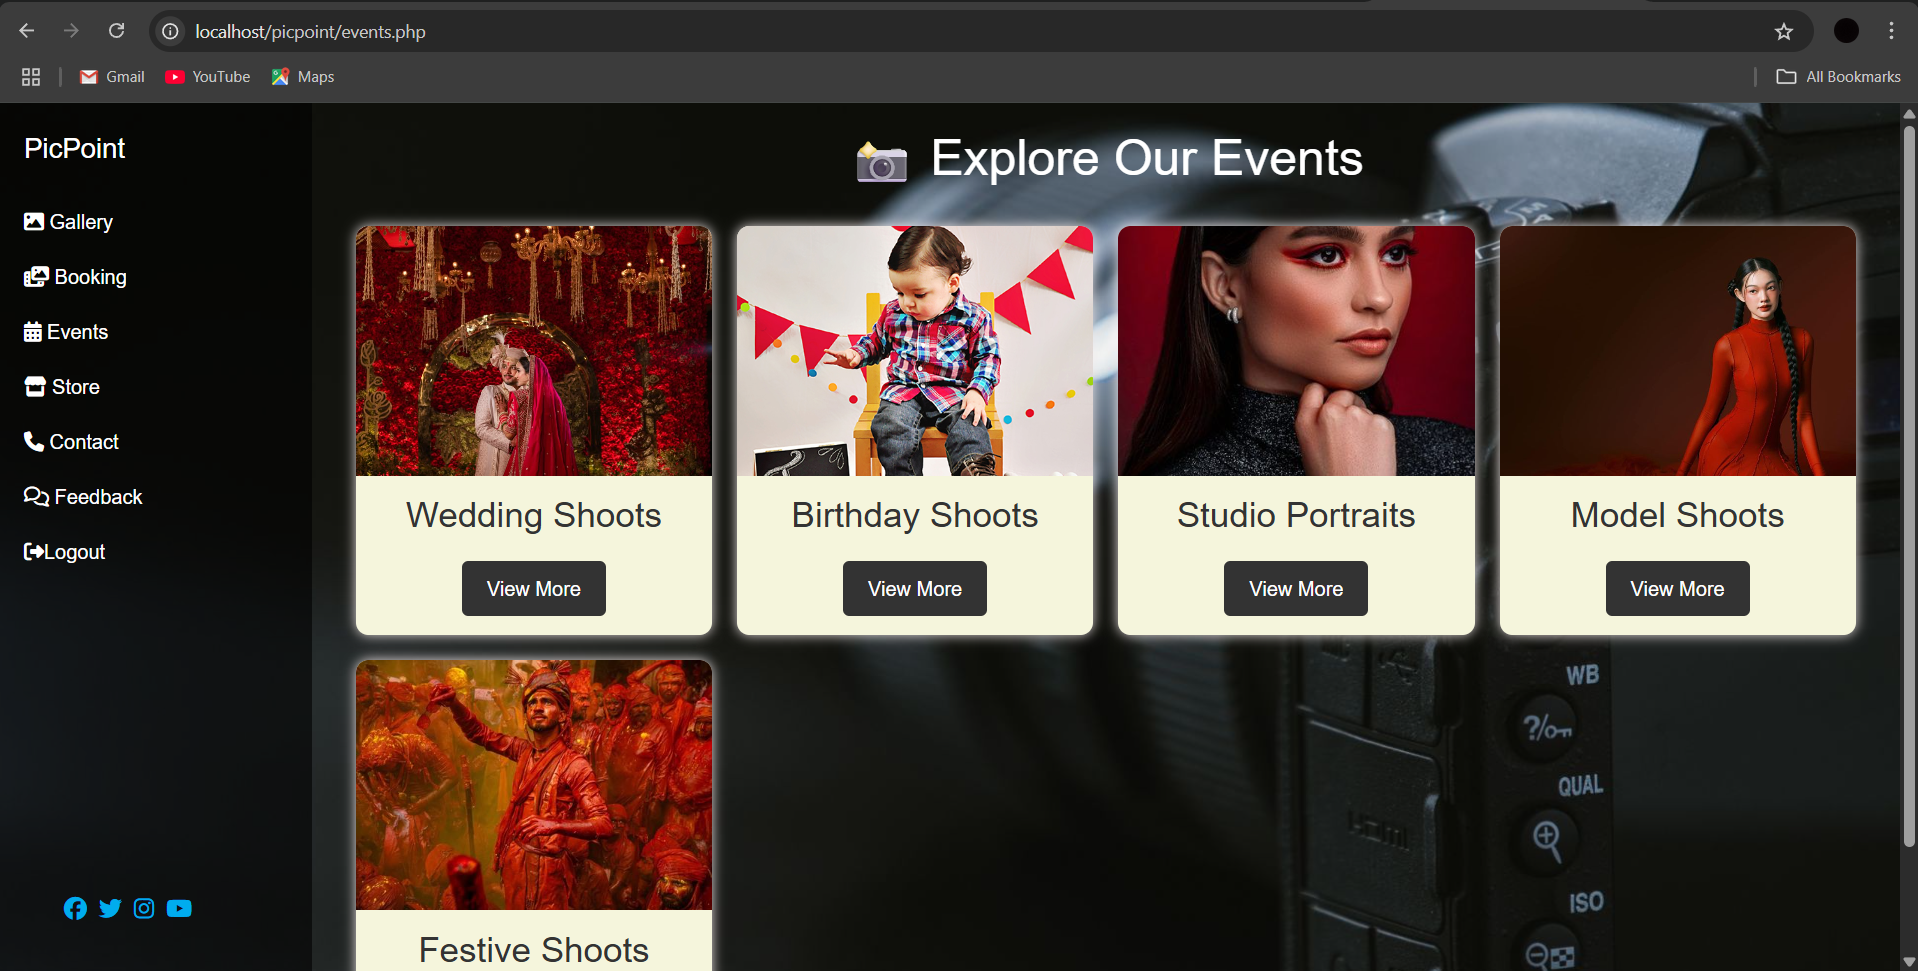 localhost/picpoint/events.php
Gmail
YouTube
Maps
All Bookmarks
PicPoint
Gallery
Booking
Events
Store
Contact
Feedback
Logout
Explore Our Events
Wedding Shoots
View More
Birthday Shoots
View More
Studio Portraits
View More
Model Shoots
View More
Festive Shoots
WB
?/
QUAL
HDMI
ISO